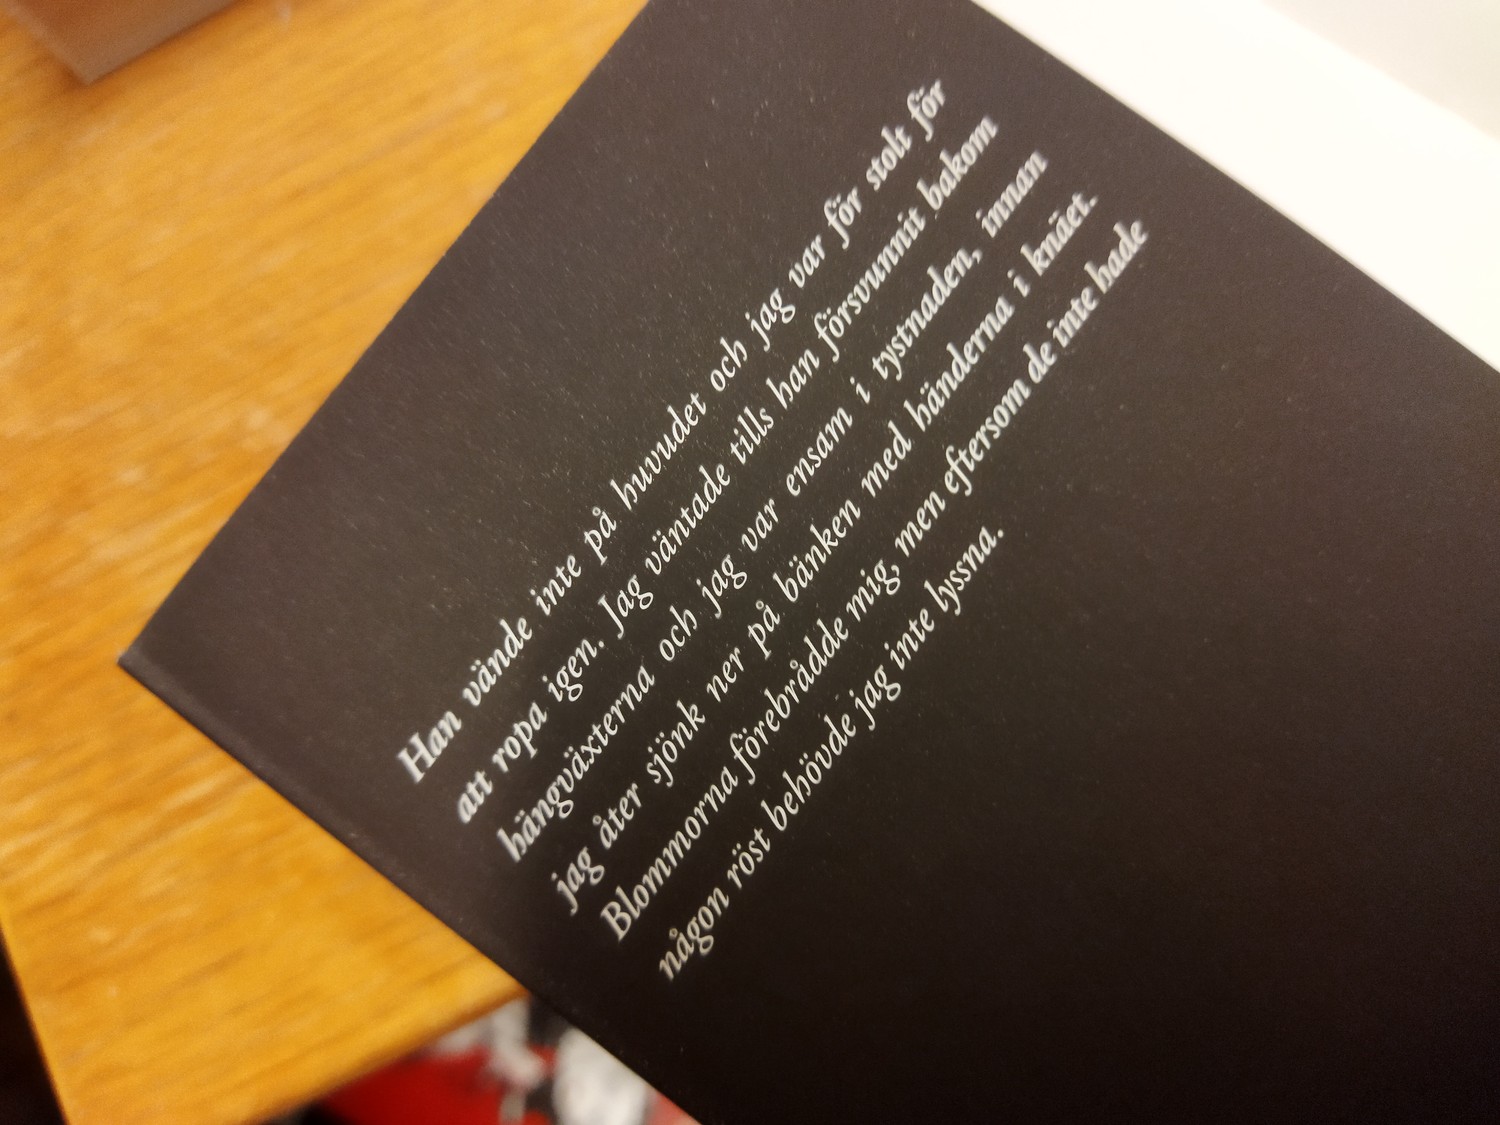 Han vände inte på huvudet och jag var för stolt för
att ropa igen. Jag väntade tills han försvunnit bakom
hängväxterna och jag var ensam i tystnaden, innan
jag åter sjönk ner på bänken med händerna i knäet.
Blommorna förebrådde mig, men eftersom de inte hade
någon röst behövde jag inte lyssna.